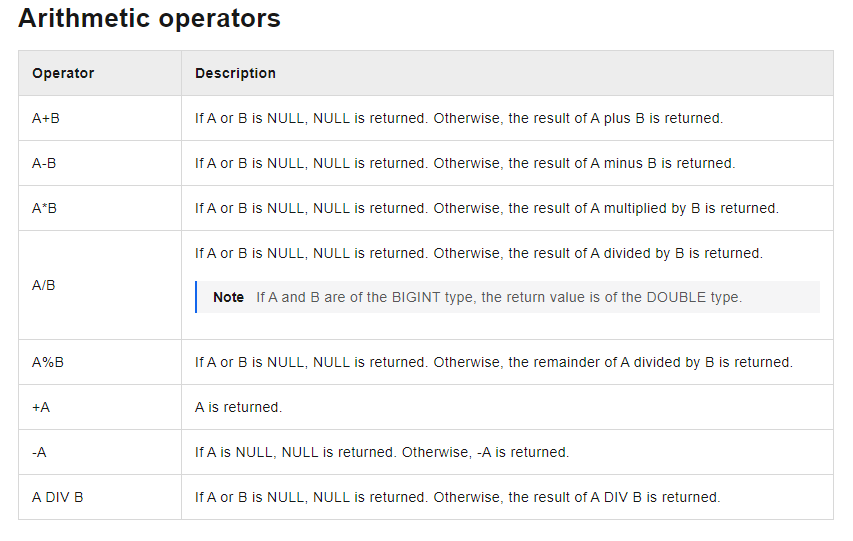 Arithmetic operators
Operator Description
A+B If A or B is NULL, NULL is returned. Otherwise, the result of A plus B is returned.
A-B If A or B is NULL, NULL is returned. Otherwise, the result of A minus B is returned.
A*B If A or B is NULL, NULL is returned. Otherwise, the result of A multiplied by B is returned.
A/B If A or B is NULL, NULL is returned. Otherwise, the result of A divided by B is returned.
Note If A and B are of the BIGINT type, the return value is of the DOUBLE type.
A%B If A or B is NULL, NULL is returned. Otherwise, the remainder of A divided by B is returned.
+A A is returned.
-A If A is NULL, NULL is returned. Otherwise, -A is returned.
A DIV B If A or B is NULL, NULL is returned. Otherwise, the result of A DIV B is returned.